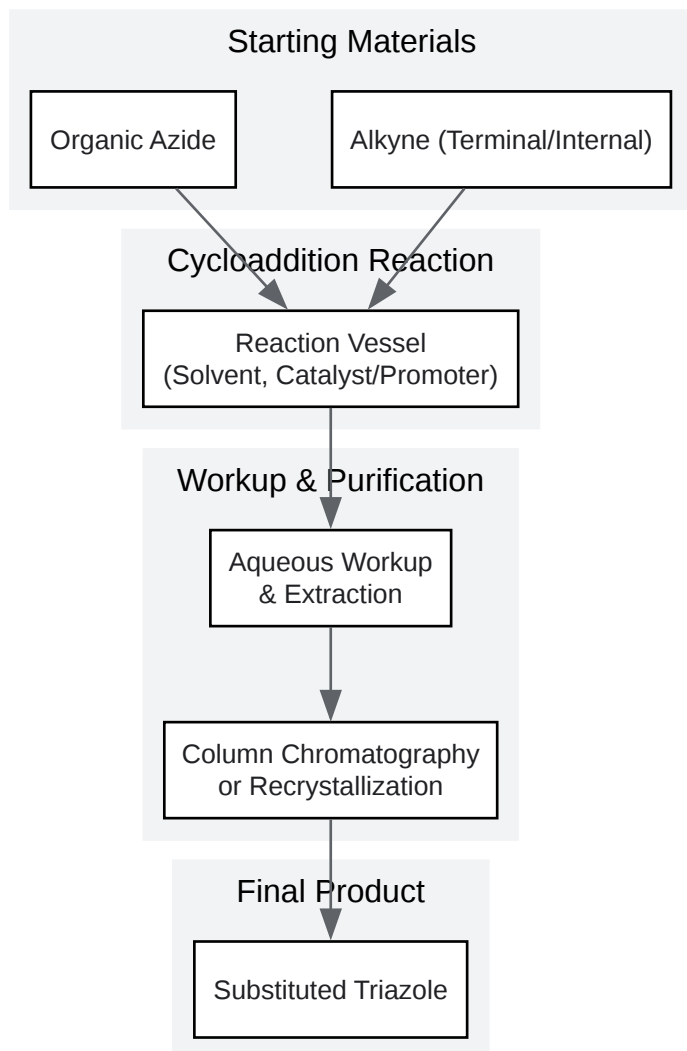 Starting Materials
Organic Azide
Alkyne (Terminal/Internal)
Cycloaddition Reaction
Reaction Vessel
(Solvent, Catalyst/Promoter)
Workup & Purification
Aqueous Workup
& Extraction
Column Chromatography
or Recrystallization
Final Product
Substituted Triazole